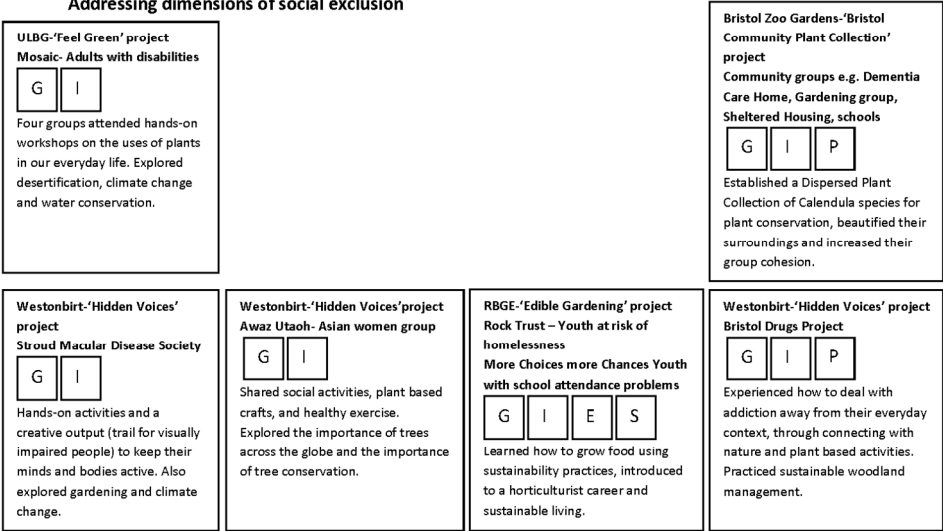 Addressing dimensions of social exclusion
ULBG-‘Feel Green’ project
Mosaic- Adults with disabilities
G I
Four groups attended hands-on
workshops on the uses of plants
in our everyday life. Explored
desertification, climate change
and water conservation.
Bristol Zoo Gardens-‘Bristol
Community Plant Collection’
project
Community groups e.g. Dementia
Care Home, Gardening group,
Sheltered Housing, schools
G I P
Established a Dispersed Plant
Collection of Calendula species for
plant conservation, beautified their
surroundings and increased their
group cohesion.
Westonbirt-‘Hidden Voices’
project
Stroud Macular Disease Society
G I
Hands-on activities and a
creative output (trail for visually
impaired people) to keep their
minds and bodies active. Also
explored gardening and climate
change.
Westonbirt-‘Hidden Voices’project
Awaz Utaoh- Asian women group
G I
Shared social activities, plant based
crafts, and healthy exercise.
Explored the importance of trees
across the globe and the importance
of tree conservation.
RBGE-‘Edible Gardening’ project
Rock Trust – Youth at risk of
homelessness
More Choices more Chances Youth
with school attendance problems
G I E S
Learned how to grow food using
sustainability practices, introduced
to a horticulturist career and
sustainable living.
Westonbirt-‘Hidden Voices’ project
Bristol Drugs Project
G I P
Experienced how to deal with
addiction away from their everyday
context, through connecting with
nature and plant based activities.
Practiced sustainable woodland
management.